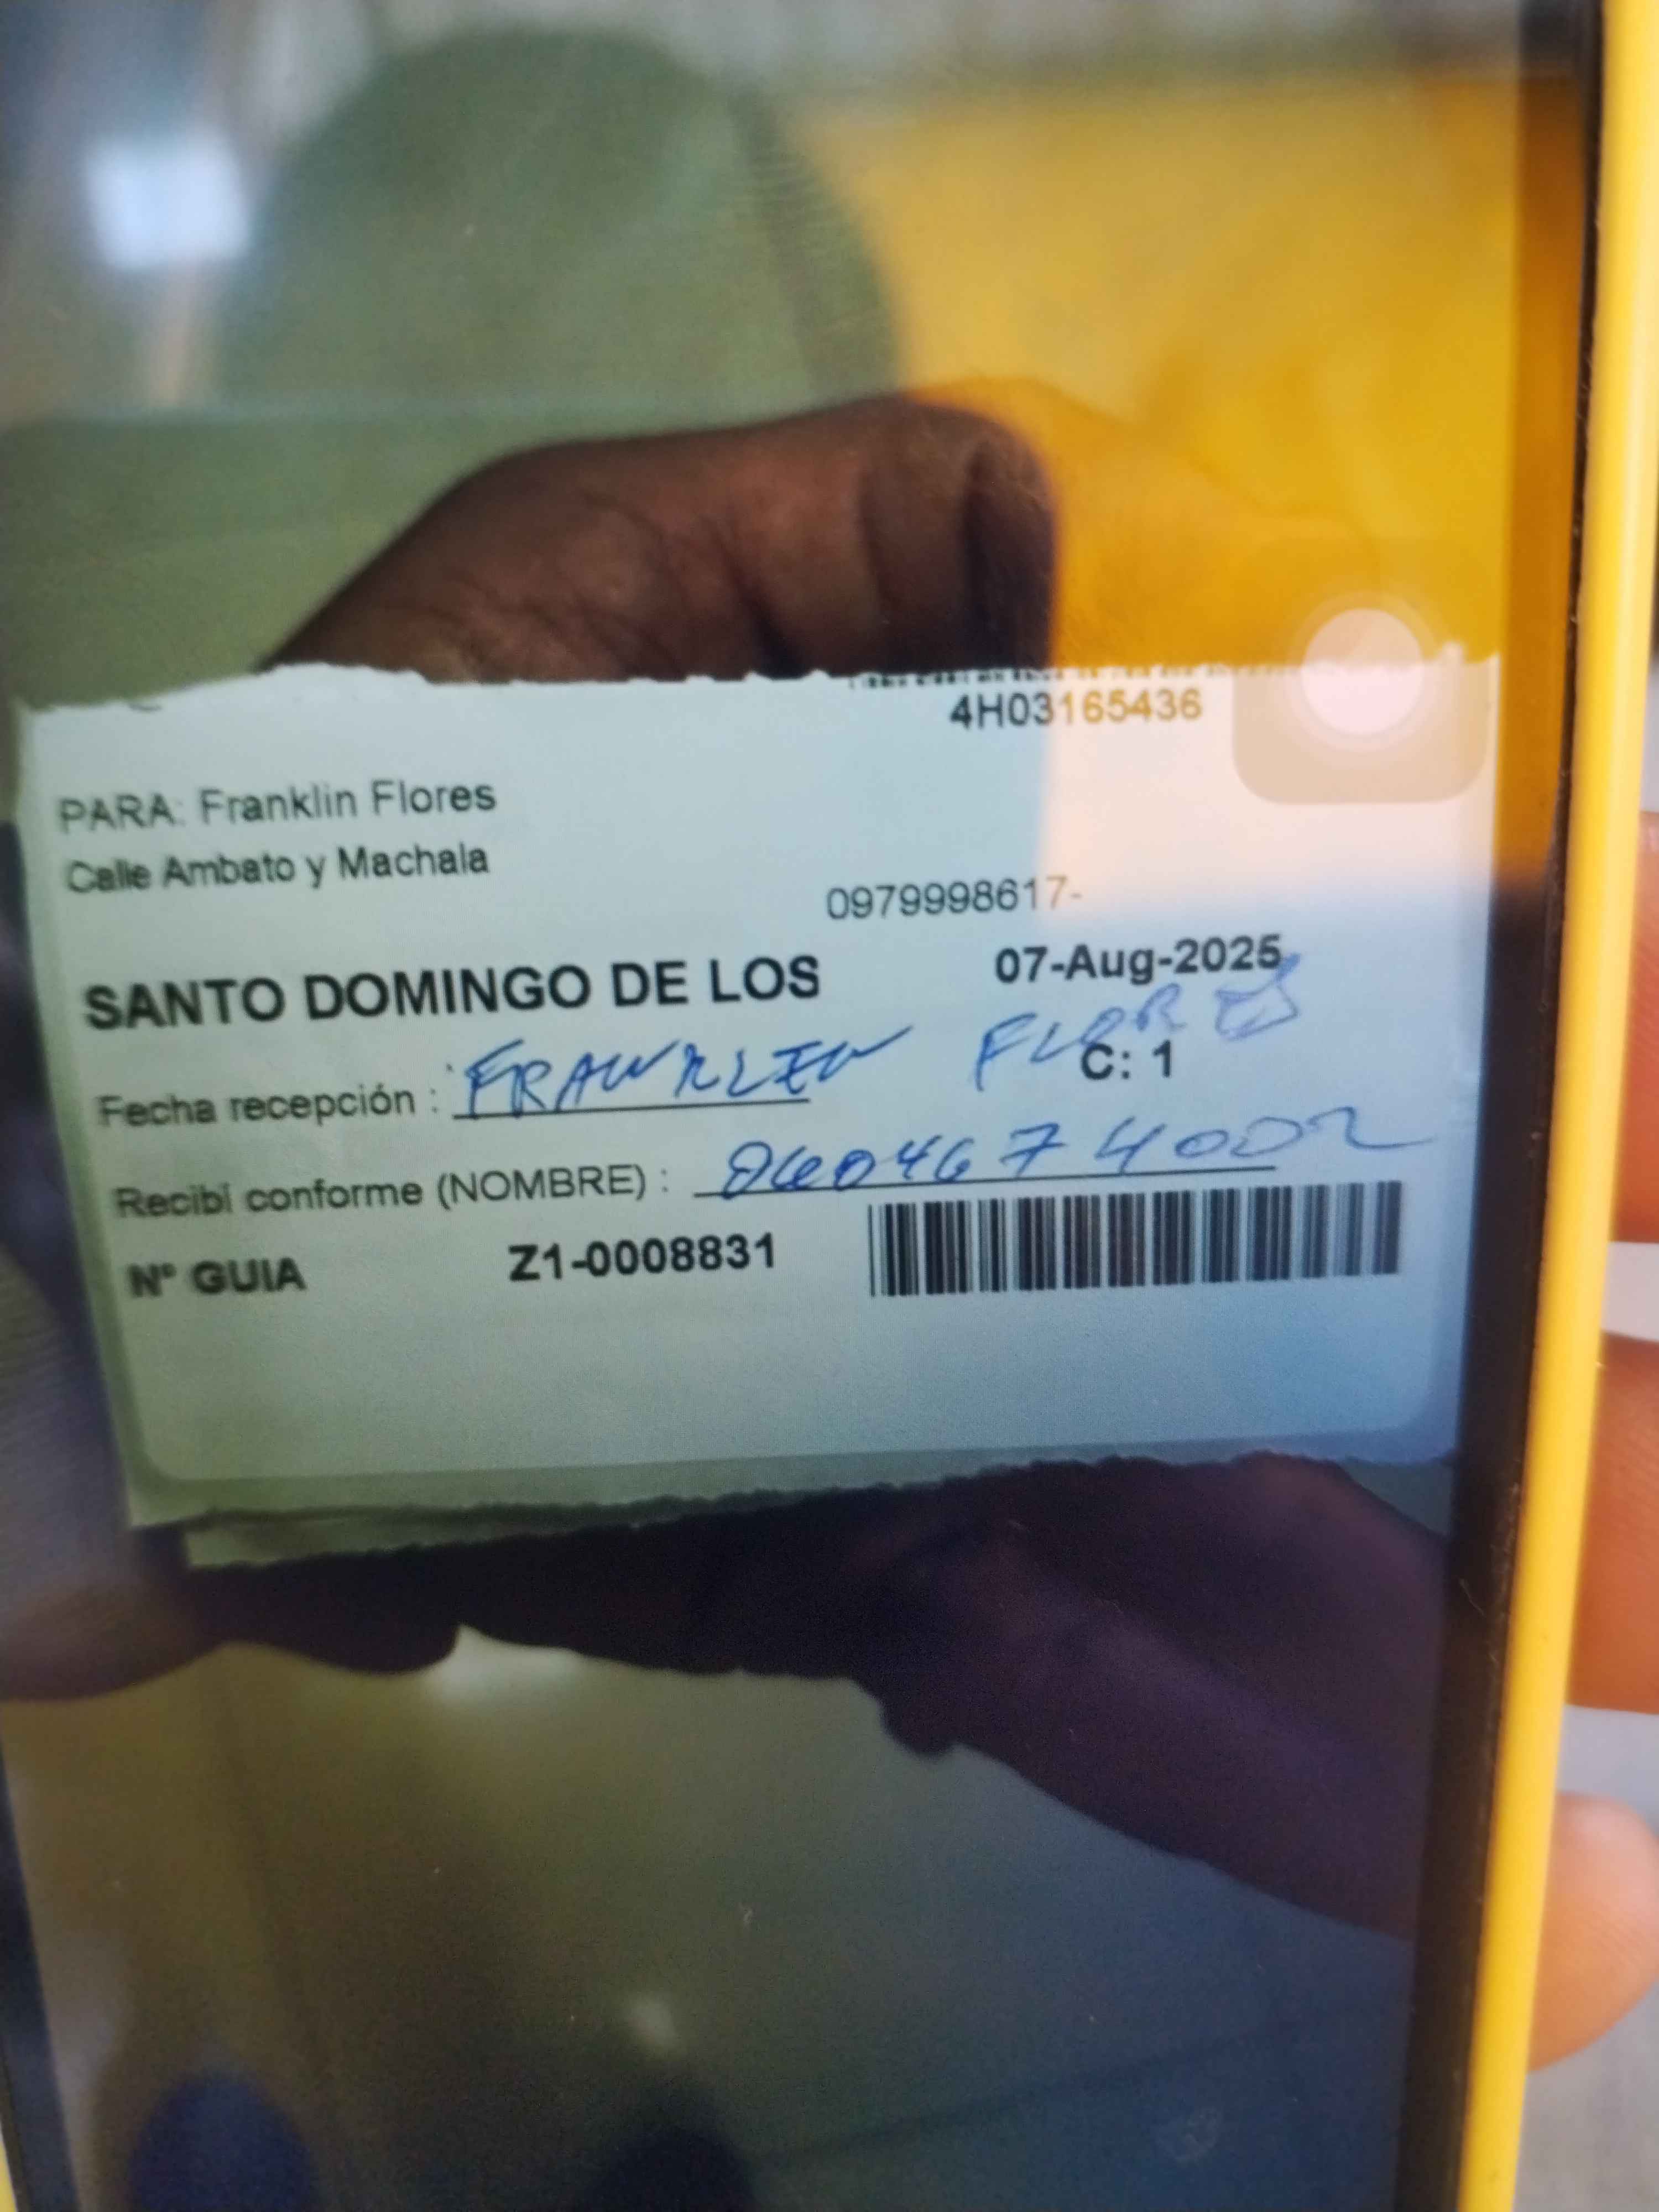 4H03165436
PARA: Franklin Flores
Calle Ambato y Machala
0979998617-
SANTO DOMINGO DE LOS 07-Aug-2025
Fecha recepción : FRANKLIN FLORES
C: 1
Recibí conforme (NOMBRE) : 0604674002
N° GUIA Z1-0008831